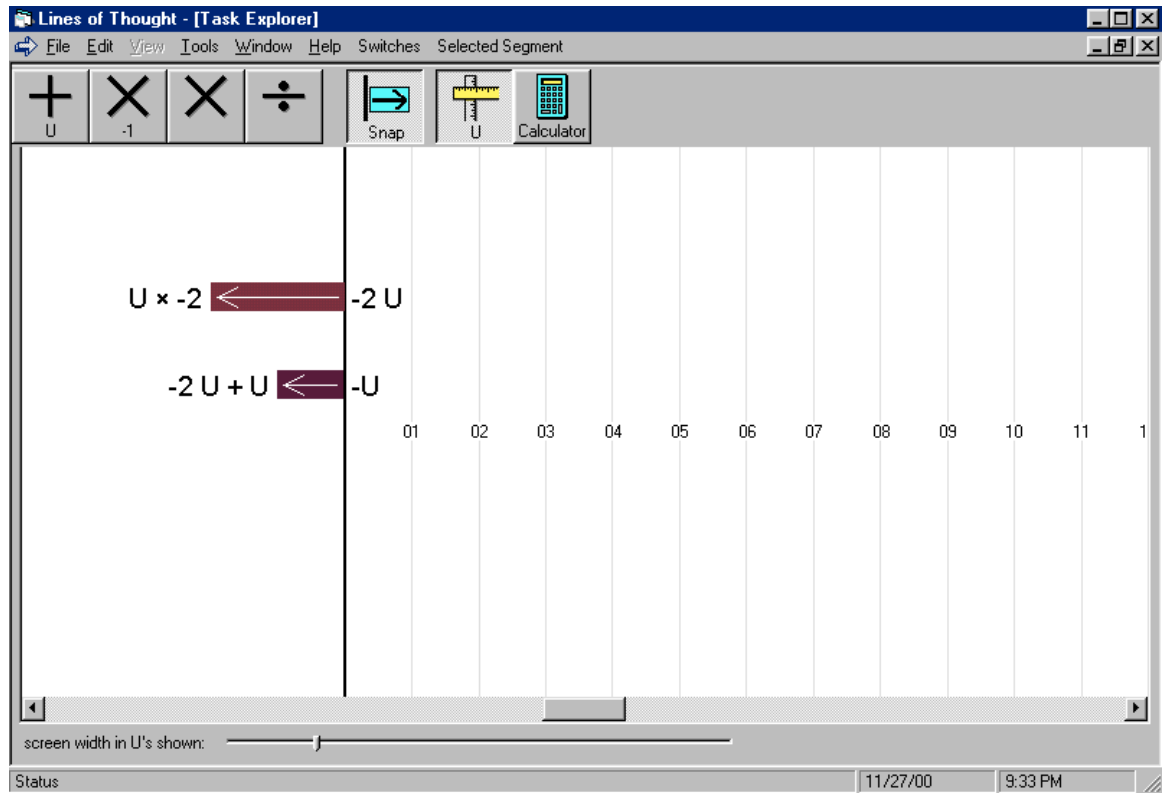 Lines of Thought - [Task Explorer]
File Edit View Tools Window Help Switches Selected Segment
U -1 Snap U Calculator
U × -2 -2 U
-2 U + U -U
01 02 03 04 05 06 07 08 09 10 11 1
screen width in U's shown:
Status 11/27/00 9:33 PM